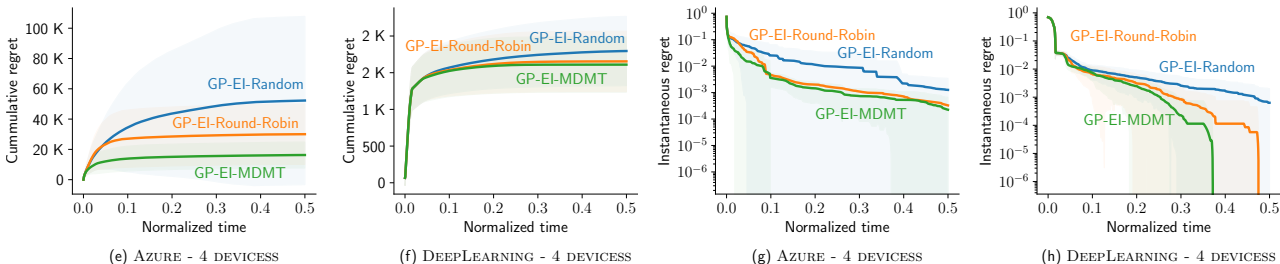 Cummulative regret
100 K
80 K
60 K
40 K
20 K
0
GP-EI-Random
GP-EI-Round-Robin
GP-EI-MDMT
0.0 0.1 0.2 0.3 0.4 0.5
Normalized time
(e) AZURE - 4 DEVICESS
Cummulative regret
2 K
2 K
1 K
500
0
GP-EI-Round-Robin
GP-EI-Random
GP-EI-MDMT
0.0 0.1 0.2 0.3 0.4 0.5
Normalized time
(f) DEEPLEARNING - 4 DEVICESS
Instantaneous regret
10⁰
10⁻¹
10⁻²
10⁻³
10⁻⁴
10⁻⁵
10⁻⁶
GP-EI-Round-Robin
GP-EI-Random
GP-EI-MDMT
0.0 0.1 0.2 0.3 0.4 0.5
Normalized time
(g) AZURE - 4 DEVICESS
Instantaneous regret
10⁰
10⁻¹
10⁻²
10⁻³
10⁻⁴
10⁻⁵
10⁻⁶
GP-EI-Round-Robin
GP-EI-Random
GP-EI-MDMT
0.0 0.1 0.2 0.3 0.4 0.5
Normalized time
(h) DEEPLEARNING - 4 DEVICESS